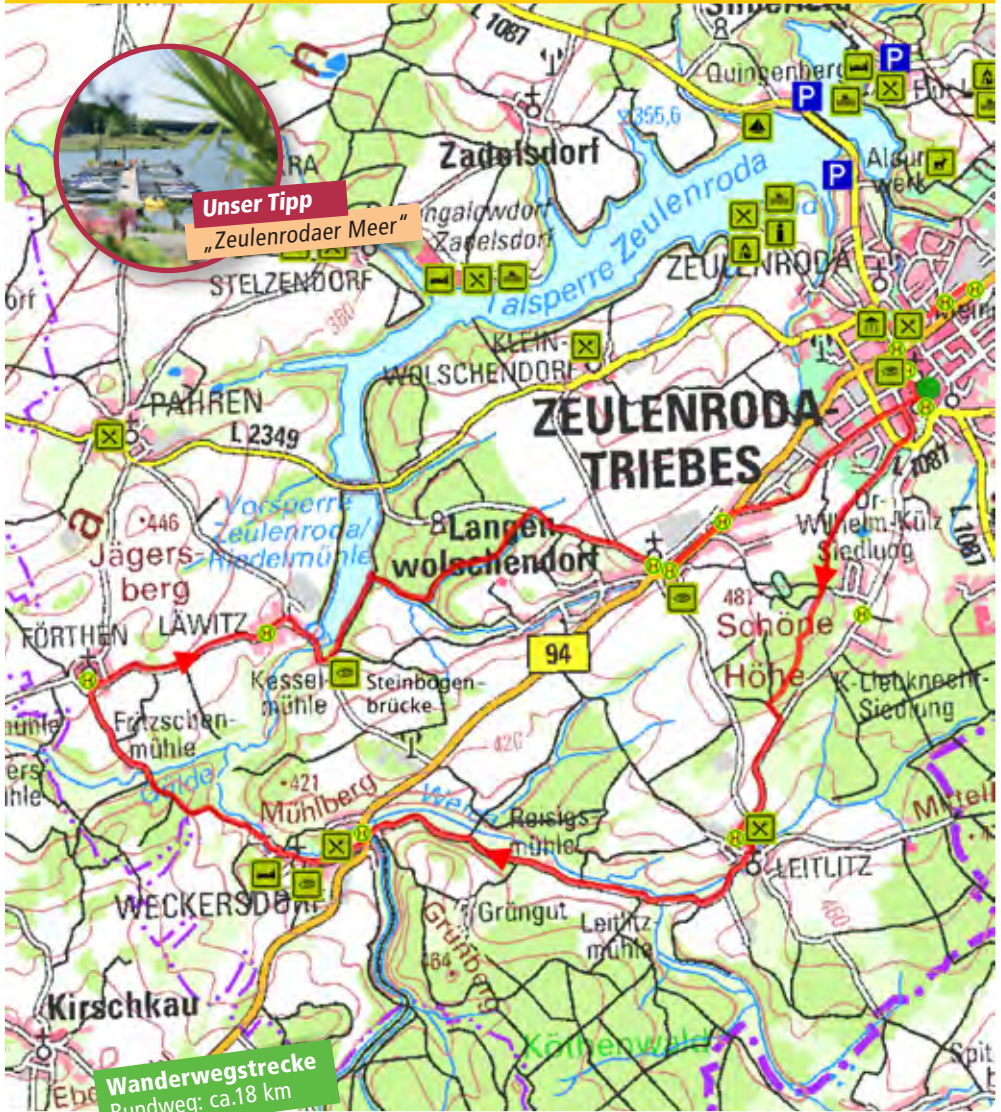 L 1087
Quingenberg
P
P
355,6
Zadelsdorf
Unser Tipp
„Zeulenrodaer Meer“
RA
Zadelsdorf
STELZENDORF
Talsperre Zeulenroda
P
ZEULENRODA
380
KLEIN-
WOLSCHENDORF
PAHREN
L 2349
ZEULENRODA-
TRIEBES
L 1087
L 1087
Vorsperre
Zeulenroda/
Riedelmühle
446
Jägers-
berg
Langen-
wolschendorf
Wilhelm-Külz
Siedlung
481
Schöne
Höhe
FÖRTHEN
LÄWITZ
94
Kessel-
mühle
Steinbogen-
brücke
K-Liebknecht-
Siedlung
Fritzschen-
mühle
420
421
Mühlberg
Reisigs-
mühle
LEITLITZ
WECKERSDORF
Grüngut
Leitlitz-
mühle
Grünberg
464
460
Kirschkau
Köthenwald
Wanderwegstrecke
Rundweg: ca.18 km